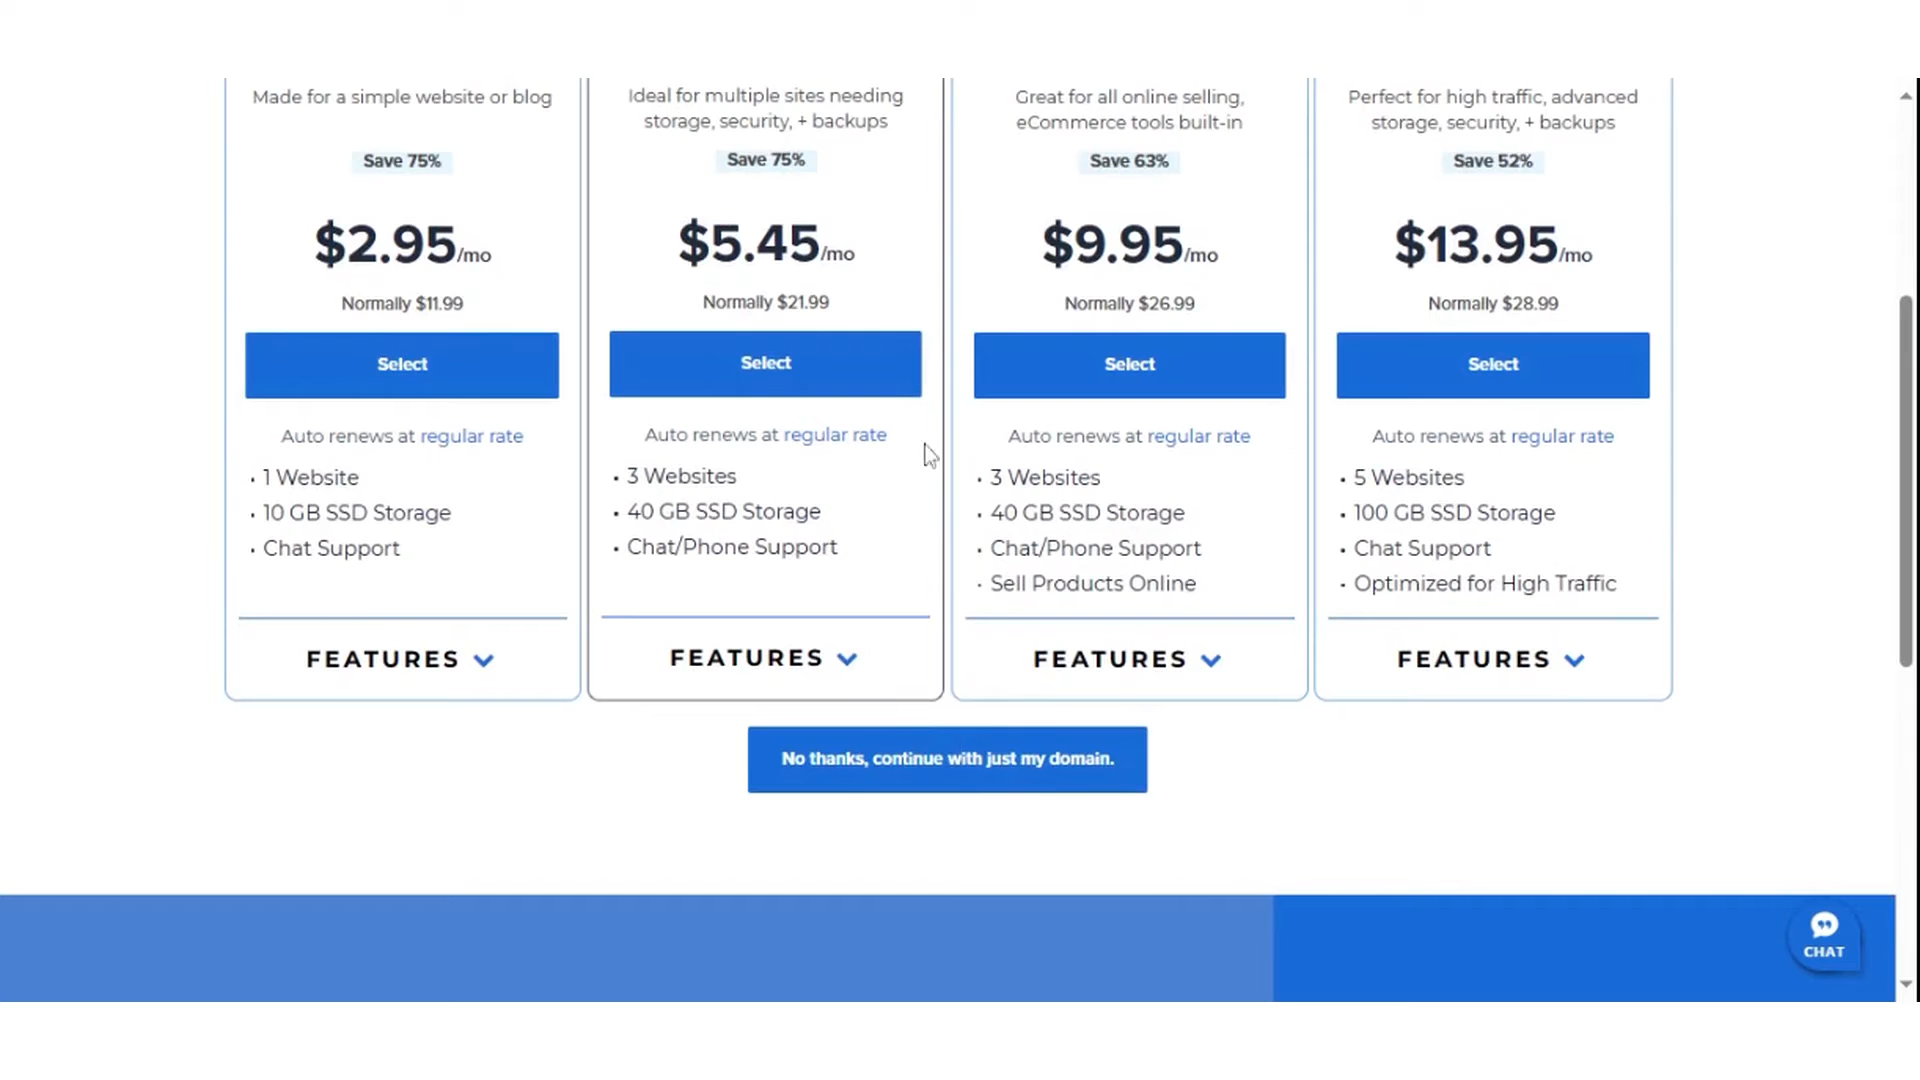 Made for a simple website or blog
Save 75%
$2.95/mo
Normally $11.99
Select
Auto renews at regular rate
· 1 Website
· 10 GB SSD Storage
· Chat Support
FEATURES
Ideal for multiple sites needing
storage, security, + backups
Save 75%
$5.45/mo
Normally $21.99
Select
Auto renews at regular rate
· 3 Websites
· 40 GB SSD Storage
· Chat/Phone Support
FEATURES
Great for all online selling,
eCommerce tools built-in
Save 63%
$9.95/mo
Normally $26.99
Select
Auto renews at regular rate
· 3 Websites
· 40 GB SSD Storage
· Chat/Phone Support
· Sell Products Online
FEATURES
Perfect for high traffic, advanced
storage, security, + backups
Save 52%
$13.95/mo
Normally $28.99
Select
Auto renews at regular rate
· 5 Websites
· 100 GB SSD Storage
· Chat Support
· Optimized for High Traffic
FEATURES
No thanks, continue with just my domain.
CHAT